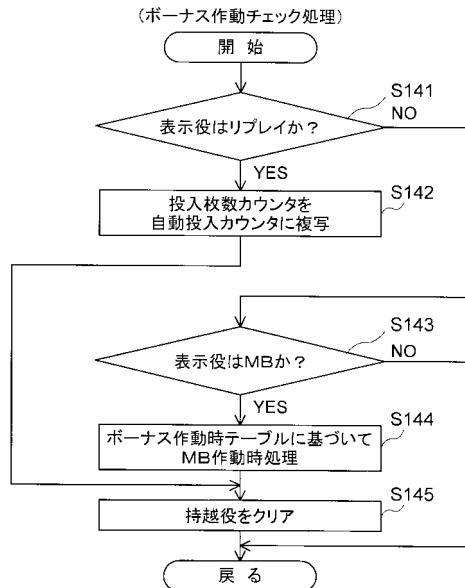 (ボーナス作動チェック処理)
開 始
S141
表示役はリプレイか?
NO
YES
S142
投入枚数カウンタを
自動投入カウンタに複写
S143
表示役はMBか?
NO
YES
S144
ボーナス作動時テーブルに基づいて
MB作動時処理
S145
持越役をクリア
戻 る